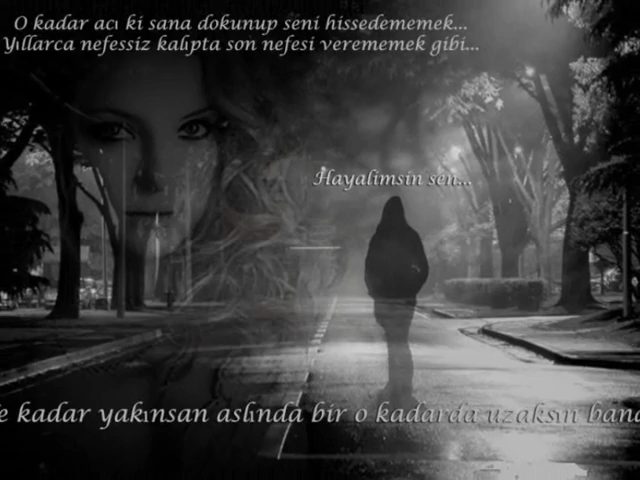 O kadar acı ki sana dokunup seni hissedememek...
Yıllarca nefessiz kalıpta son nefesi verememek gibi...
Hayalimsin sen...
e kadar yakınsan aslında bir o kadarda uzaksın bana